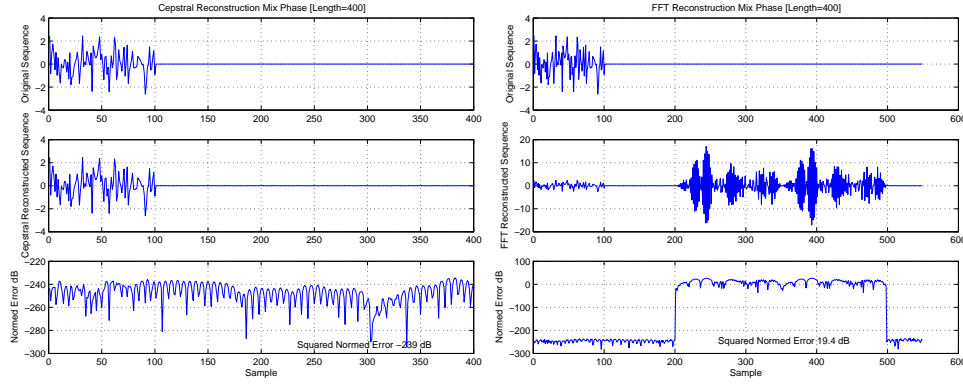 Cepstral Reconstruction Mix Phase [Length=400]
4
2
0
−2
−4
0 50 100 150 200 250 300 350 400
Original Sequence
4
2
0
−2
−4
0 50 100 150 200 250 300 350 400
Cepstral Reconstructed Sequence
−220
−240
−260
−280
−300
0 50 100 150 200 250 300 350 400
Normed Error dB
Squared Normed Error −239 dB
Sample
FFT Reconstruction Mix Phase [Length=400]
4
2
0
−2
−4
0 100 200 300 400 500 600
Original Sequence
20
10
0
−10
−20
0 100 200 300 400 500 600
FFT Reconstructed Sequence
100
0
−100
−200
−300
0 100 200 300 400 500 600
Normed Error dB
Squared Normed Error 19.4 dB
Sample